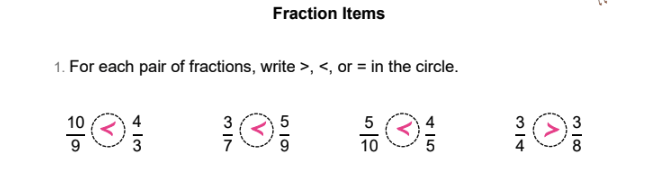 Fraction Items
1. For each pair of fractions, write >, <, or = in the circle.
10/9 < 4/3 3/7 < 5/9 5/10 < 4/5 3/4 > 3/8